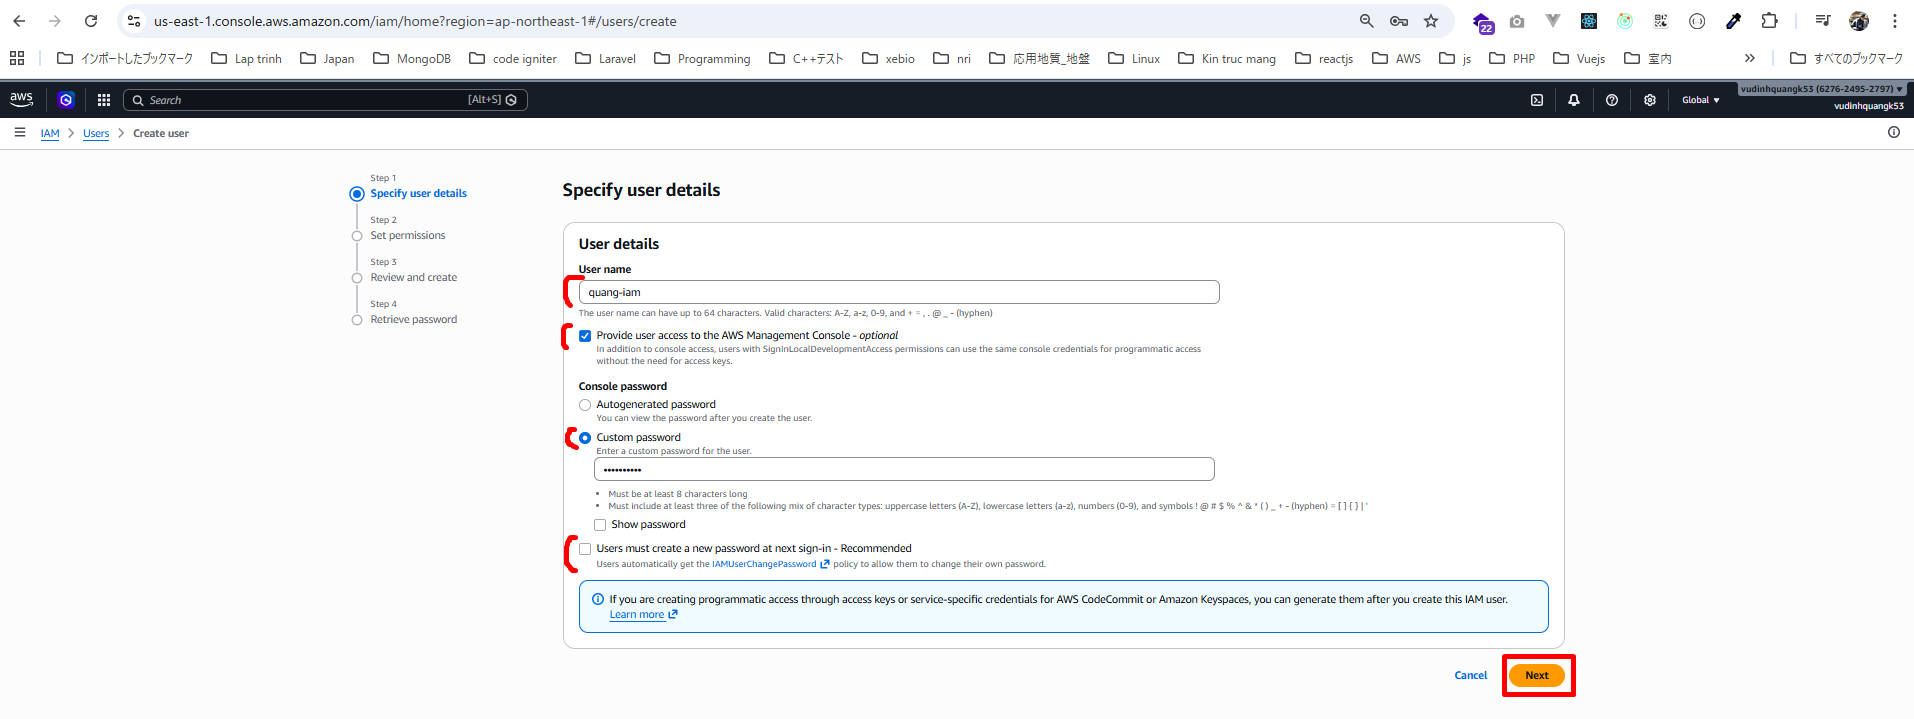 us-east-1.console.aws.amazon.com/iam/home?region=ap-northeast-1#/users/create
22
インポートしたブックマーク Lap trinh Japan MongoDB code igniter Laravel Programming C++テスト xebio nri 応用地質_地盤 Linux Kin truc mang reactjs AWS js PHP Vuejs 室内 » すべてのブックマーク
aws Search [Alt+S] Global vudinhquangk53 (6276-2495-2797)
vudinhquangk53
IAM > Users > Create user
Step 1
Specify user details
Step 2
Set permissions
Step 3
Review and create
Step 4
Retrieve password
Specify user details
User details
User name
quang-iam
The user name can have up to 64 characters. Valid characters: A-Z, a-z, 0-9, and + = , . @ _ - (hyphen)
Provide user access to the AWS Management Console - optional
In addition to console access, users with SignInLocalDevelopmentAccess permissions can use the same console credentials for programmatic access
without the need for access keys.
Console password
Autogenerated password
You can view the password after you create the user.
Custom password
Enter a custom password for the user.
••••••••••
• Must be at least 8 characters long
• Must include at least three of the following mix of character types: uppercase letters (A-Z), lowercase letters (a-z), numbers (0-9), and symbols ! @ # $ % ^ & * ( ) _ + - (hyphen) = [ ] { } | '
Show password
Users must create a new password at next sign-in - Recommended
Users automatically get the IAMUserChangePassword policy to allow them to change their own password.
If you are creating programmatic access through access keys or service-specific credentials for AWS CodeCommit or Amazon Keyspaces, you can generate them after you create this IAM user.
Learn more
Cancel Next